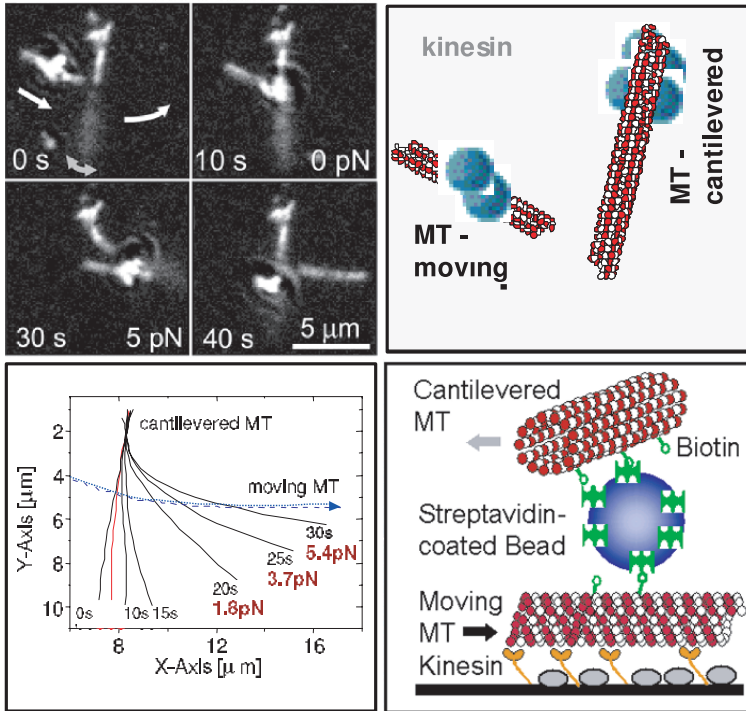 0 s
10 s
0 pN
30 s
5 pN
40 s
5 µm
kinesin
MT -
cantilevered
MT -
moving
cantilevered MT
moving MT
2
4
6
8
10
Y-Axis [µm]
0s
10s
15s
20s
1.8pN
25s
3.7pN
30s
5.4pN
8
12
16
X-Axis [µ m]
Cantilevered
MT
Biotin
Streptavidin-
coated Bead
Moving
MT
Kinesin